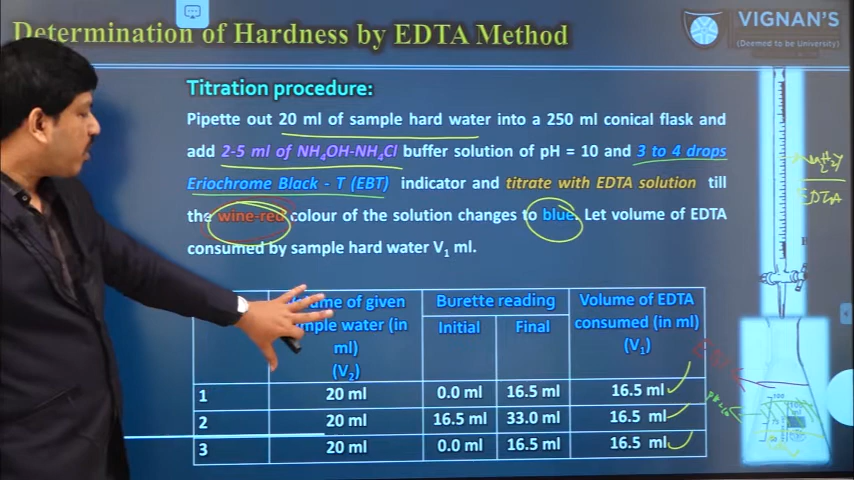 Determination of Hardness by EDTA Method
VIGNAN'S
(Deemed to be University)
Titration procedure:
Pipette out 20 ml of sample hard water into a 250 ml conical flask and
add 2-5 ml of NH4OH-NH4Cl buffer solution of pH = 10 and 3 to 4 drops
Eriochrome Black - T (EBT) indicator and titrate with EDTA solution till
the wine-red colour of the solution changes to blue. Let volume of EDTA
consumed by sample hard water V1 ml.
EDTA
of given
water (in
ml)
(V2)
Burette reading
Initial
Final
Volume of EDTA
consumed (in ml)
(V1)
1 20 ml 0.0 ml 16.5 ml 16.5 ml
2 20 ml 16.5 ml 33.0 ml 16.5 ml
3 20 ml 0.0 ml 16.5 ml 16.5 ml
100